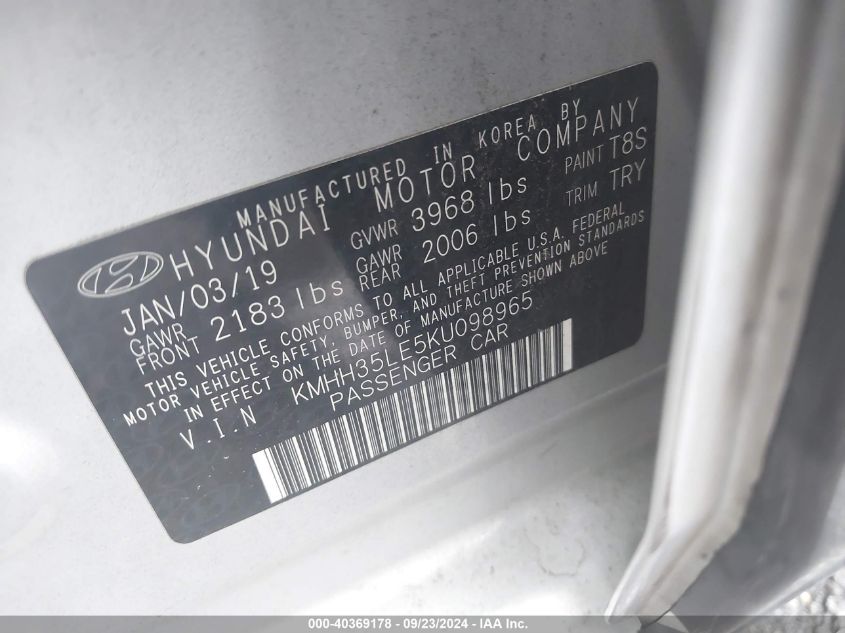 MANUFACTURED IN KOREA BY
HYUNDAI MOTOR COMPANY
JAN/03/19 GVWR 3968 lbs PAINT T8S
GAWR FRONT 2183 lbs GAWR REAR 2006 lbs TRIM TRY
THIS VEHICLE CONFORMS TO ALL APPLICABLE U.S.A. FEDERAL
MOTOR VEHICLE SAFETY, BUMPER, AND THEFT PREVENTION STANDARDS
IN EFFECT ON THE DATE OF MANUFACTURE SHOWN ABOVE
V.I.N KMHH35LE5KU098965
PASSENGER CAR
000-40369178 - 09/23/2024 - IAA Inc.